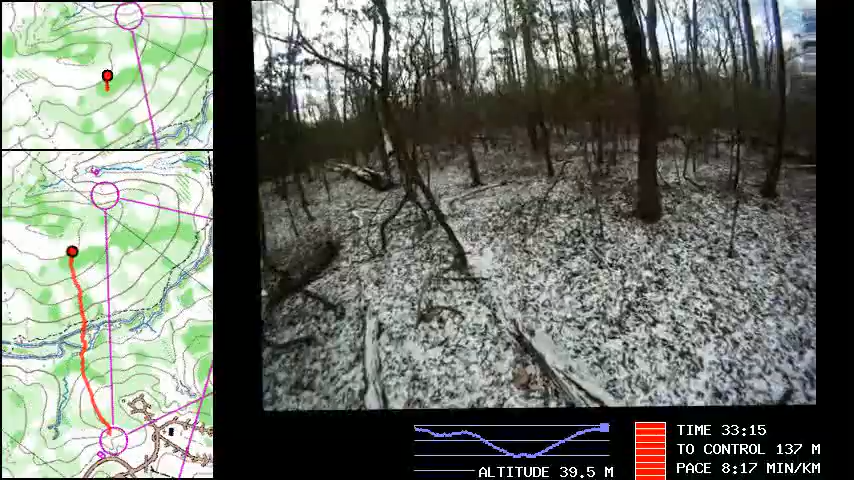 TIME 33:15
TO CONTROL 137 M
ALTITUDE 39.5 M
PACE 8:17 MIN/KM